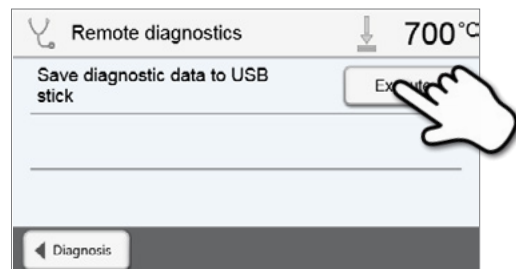 Remote diagnostics
700°C
Save diagnostic data to USB
stick
Diagnosis